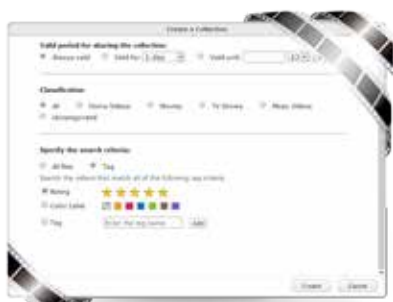 Create a Collection
Valid period for sharing the collection:
Always valid Valid for: 1 day Valid until:
Classification:
All Home Videos Movies TV Shows Music Videos
Uncategorized
Specify the search criteria:
All files Tag
Search the videos that match all of the following tag criteria
Rating
Color Label
Tag Enter the tag name Add
Create Cancel